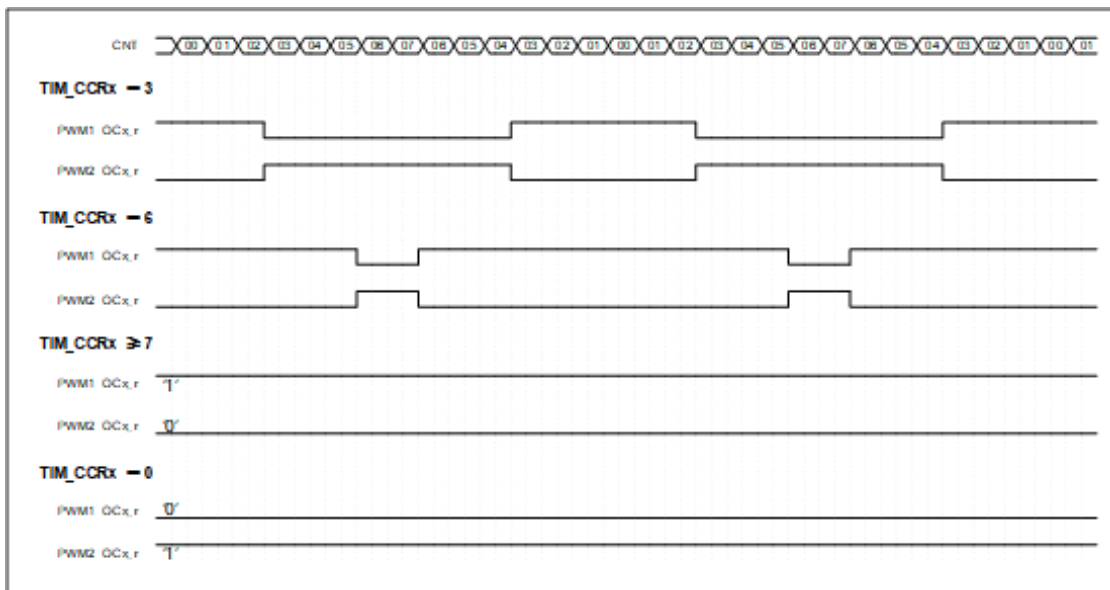 CNT 00 01 02 03 04 05 06 07 06 05 04 03 02 01 00 01 02 03 04 05 06 07 06 05 04 03 02 01 00 01
TIM_CCRx = 3
PWM1 OCx_r
PWM2 OCx_r
TIM_CCRx = 6
PWM1 OCx_r
PWM2 OCx_r
TIM_CCRx ⩾ 7
PWM1 OCx_r '1'
PWM2 OCx_r '0'
TIM_CCRx = 0
PWM1 OCx_r '0'
PWM2 OCx_r '1'